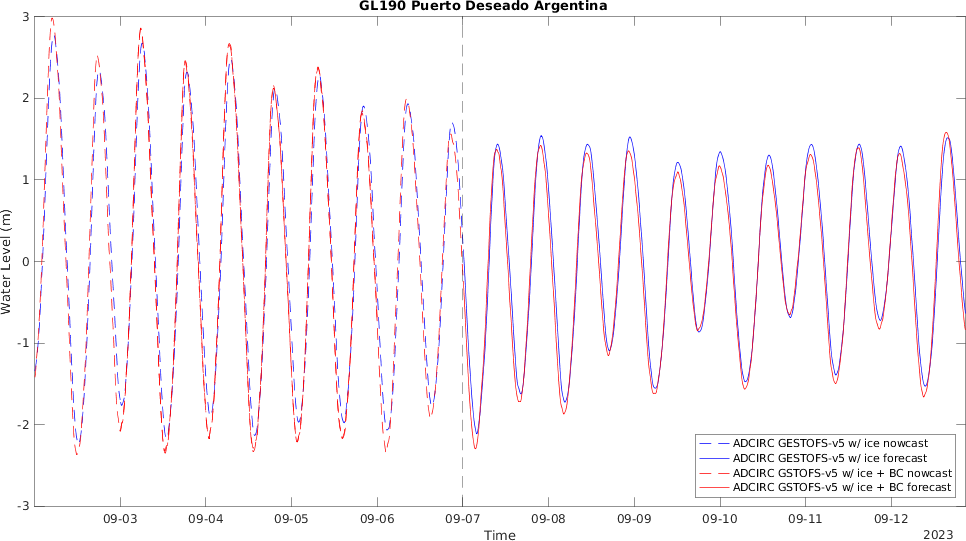 GL190 Puerto Deseado Argentina
3
2
1
0
-1
-2
-3
Water Level (m)
ADCIRC GESTOFS-v5 w/ ice nowcast
ADCIRC GESTOFS-v5 w/ ice forecast
ADCIRC GSTOFS-v5 w/ ice + BC nowcast
ADCIRC GSTOFS-v5 w/ ice + BC forecast
09-03 09-04 09-05 09-06 09-07 09-08 09-09 09-10 09-11 09-12
Time
2023